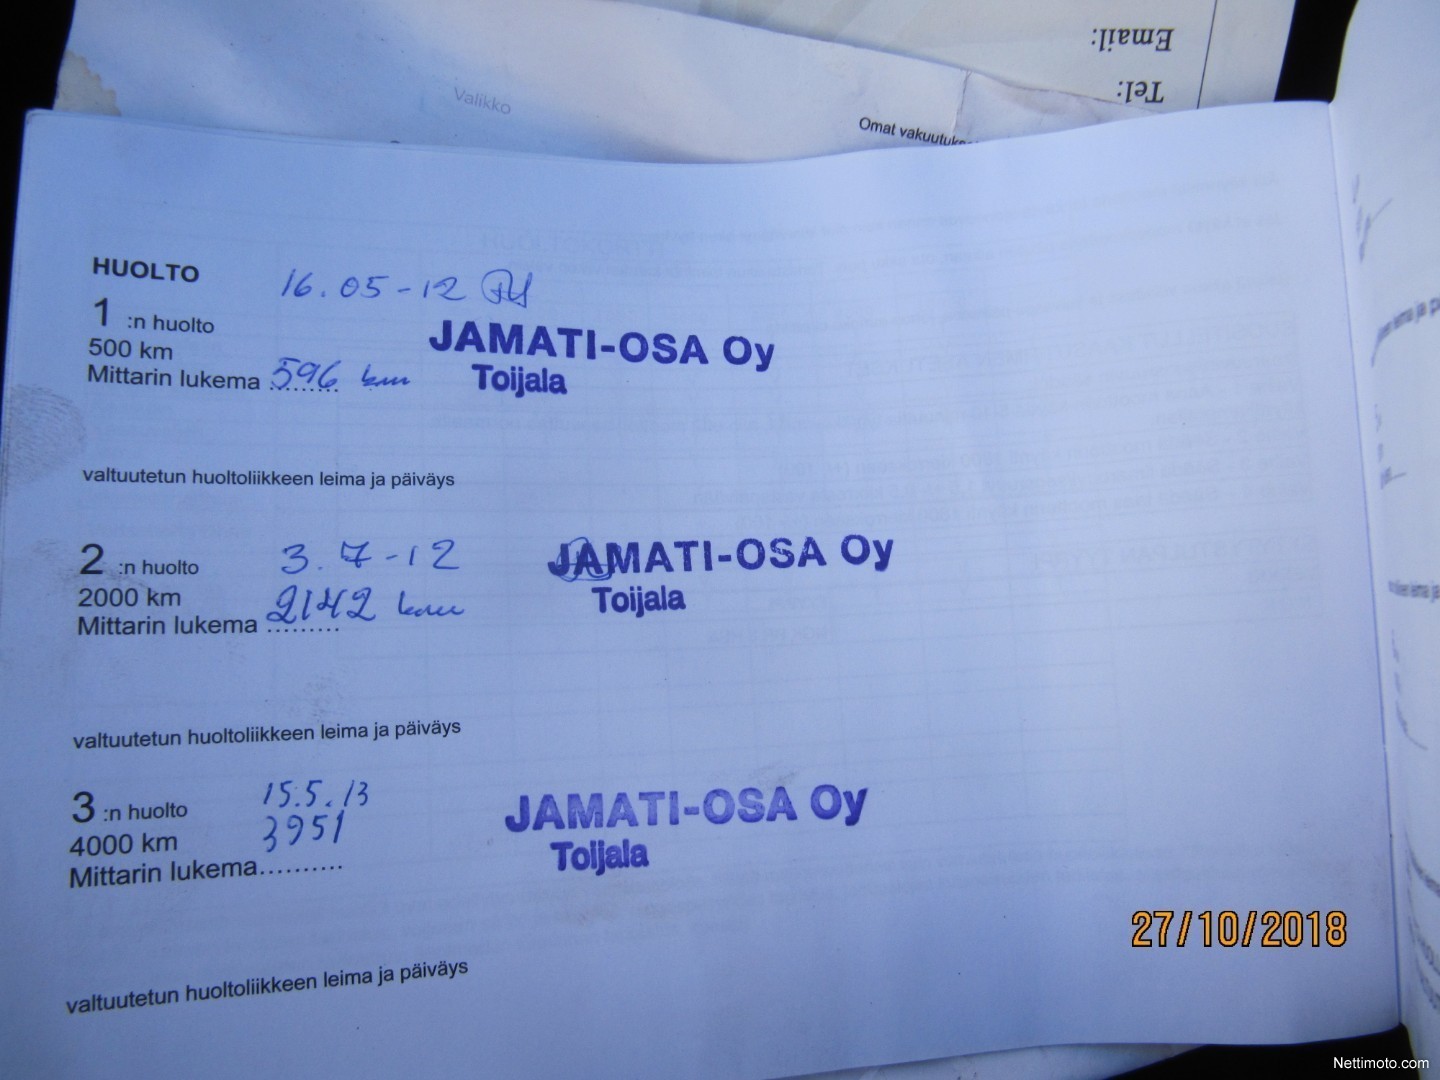 Email:
Tel:
Valikko
Omat vakuutuks
HUOLTO
16.05-12
1 :n huolto
500 km
JAMATI-OSA Oy
Toijala
Mittarin lukema 596 km
valtuutetun huoltoliikkeen leima ja päiväys
2 :n huolto
3.7-12
JAMATI-OSA Oy
Toijala
2000 km
Mittarin lukema 2142 km
valtuutetun huoltoliikkeen leima ja päiväys
3 :n huolto
15.5.13
JAMATI-OSA Oy
Toijala
4000 km
3951
Mittarin lukema..........
valtuutetun huoltoliikkeen leima ja päiväys
27/10/2018
Nettimoto.com